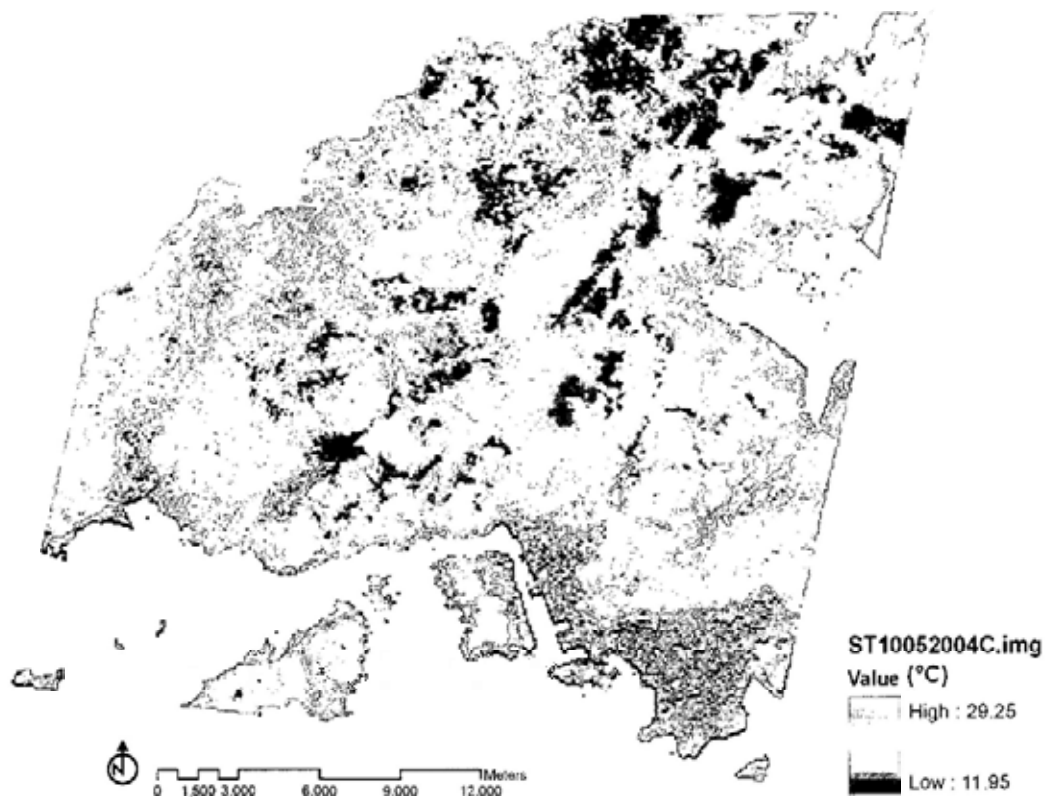 ST10052004C.img
Value (°C)
High : 29.25
Low : 11.95
N
Meters
0 1,500 3,000 6,000 9,000 12,000